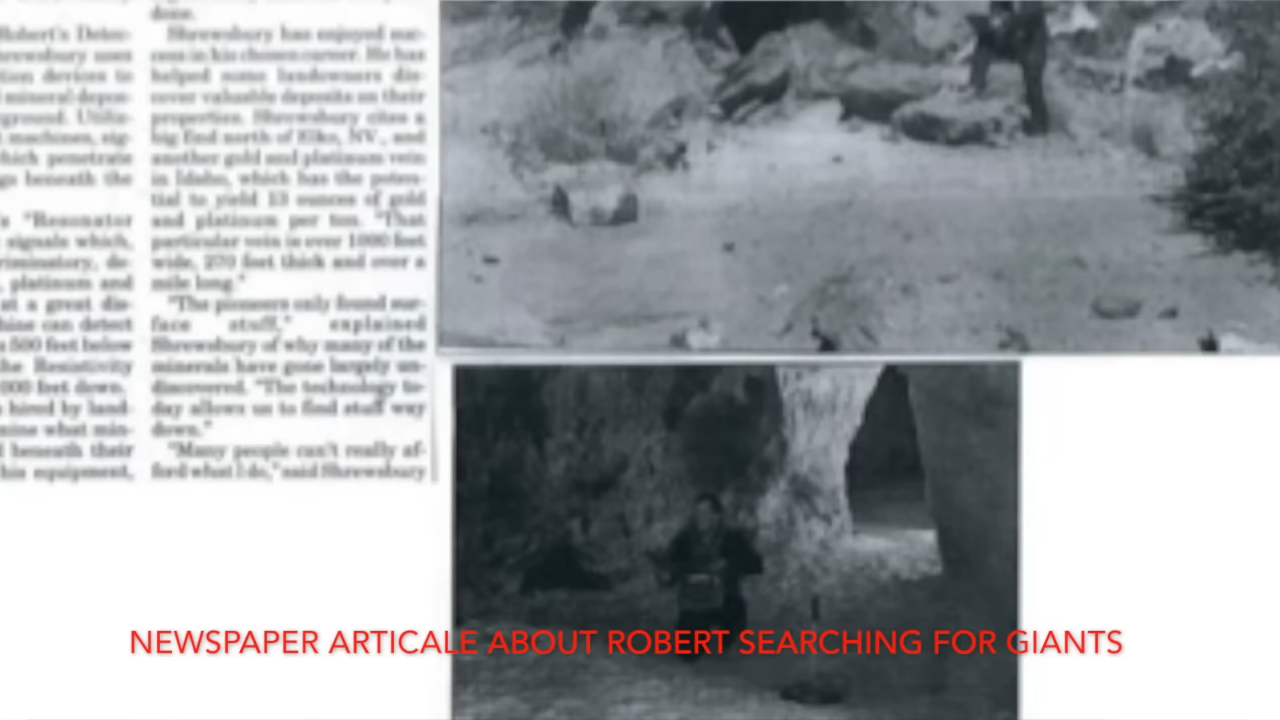 done.
Robert's Detec-
hrewsbury uses
tion devices to
mineral depos-
ground. Utiliz-
machines, sig-
which penetrate
gs beneath the
"Resonator
signals which,
riminatory, de-
, platinum and
at a great dis-
hine can detect
s 500 feet below
the Resistivity
000 feet down.
hired by land-
mine what min-
beneath their
his equipment,
Shrewsbury has enjoyed suc-
cess in his chosen career. He has
helped some landowners dis-
cover valuable deposits on their
properties. Shrewsbury cites a
big find north of Elko, NV., and
another gold and platinum vein
in Idaho, which has the poten-
tial to yield 13 ounces of gold
and platinum per ton. "That
particular vein is over 1000 feet
wide, 270 feet thick and over a
mile long."
"The pioneers only found sur-
face stuff," explained
Shrewsbury of why many of the
minerals have gone largely un-
discovered. "The technology to-
day allows us to find stuff way
down."
"Many people can't really af-
ford what I do," said Shrewsbury
NEWSPAPER ARTICALE ABOUT ROBERT SEARCHING FOR GIANTS